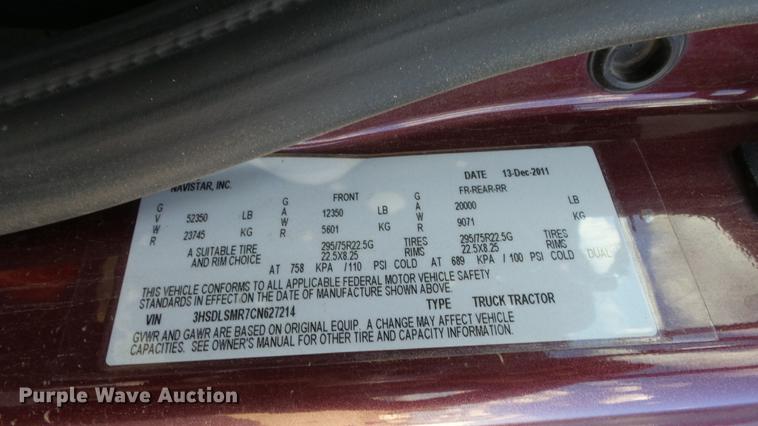 NAVISTAR, INC. DATE 13-Dec-2011
G FRONT G FR-REAR-RR
G 52350 LB A 12350 LB A 20000 LB
V 23745 KG W 5601 KG W 9071 KG
W R R
R
A SUITABLE TIRE 295/75R22.5G TIRES 295/75R22.5G TIRES
AND RIM CHOICE 22.5X8.25 RIMS 22.5X8.25 RIMS DUAL
AT 758 KPA /110 PSI COLD AT 689 KPA / 100 PSI COLD
THIS VEHICLE CONFORMS TO ALL APPLICABLE FEDERAL MOTOR VEHICLE SAFETY
STANDARDS IN EFFECT ON THE DATE OF MANUFACTURE SHOWN ABOVE.
VIN 3HSDLSMR7CN627214 TYPE TRUCK TRACTOR
GVWR AND GAWR ARE BASED ON ORIGINAL EQUIP. A CHANGE MAY AFFECT VEHICLE
CAPACITIES. SEE OWNER'S MANUAL FOR OTHER TIRE AND CAPACITY INFORMATION.
Purple Wave Auction